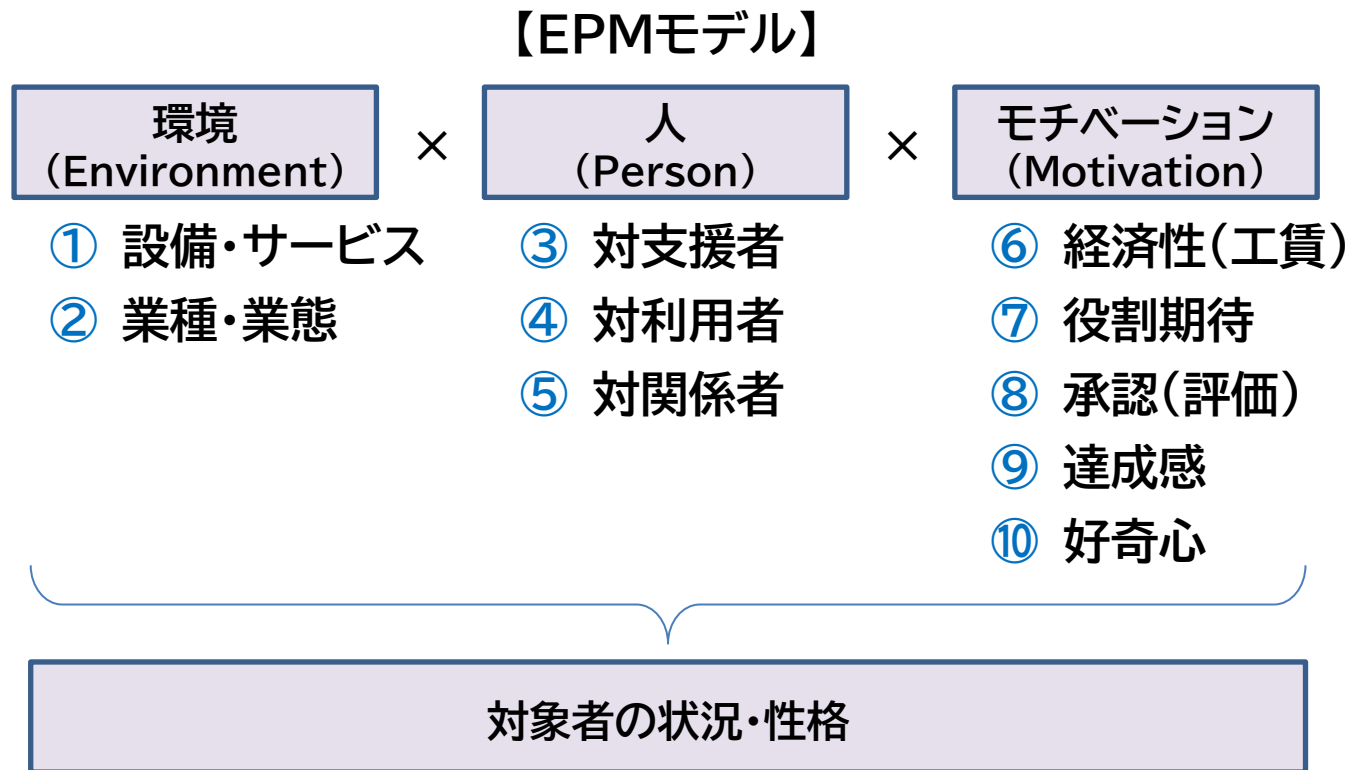 【EPMモデル】
環境
(Environment)
×
人
(Person)
×
モチベーション
(Motivation)
① 設備・サービス
② 業種・業態
③ 対支援者
④ 対利用者
⑤ 対関係者
⑥ 経済性(工賃)
⑦ 役割期待
⑧ 承認(評価)
⑨ 達成感
⑩ 好奇心
対象者の状況・性格